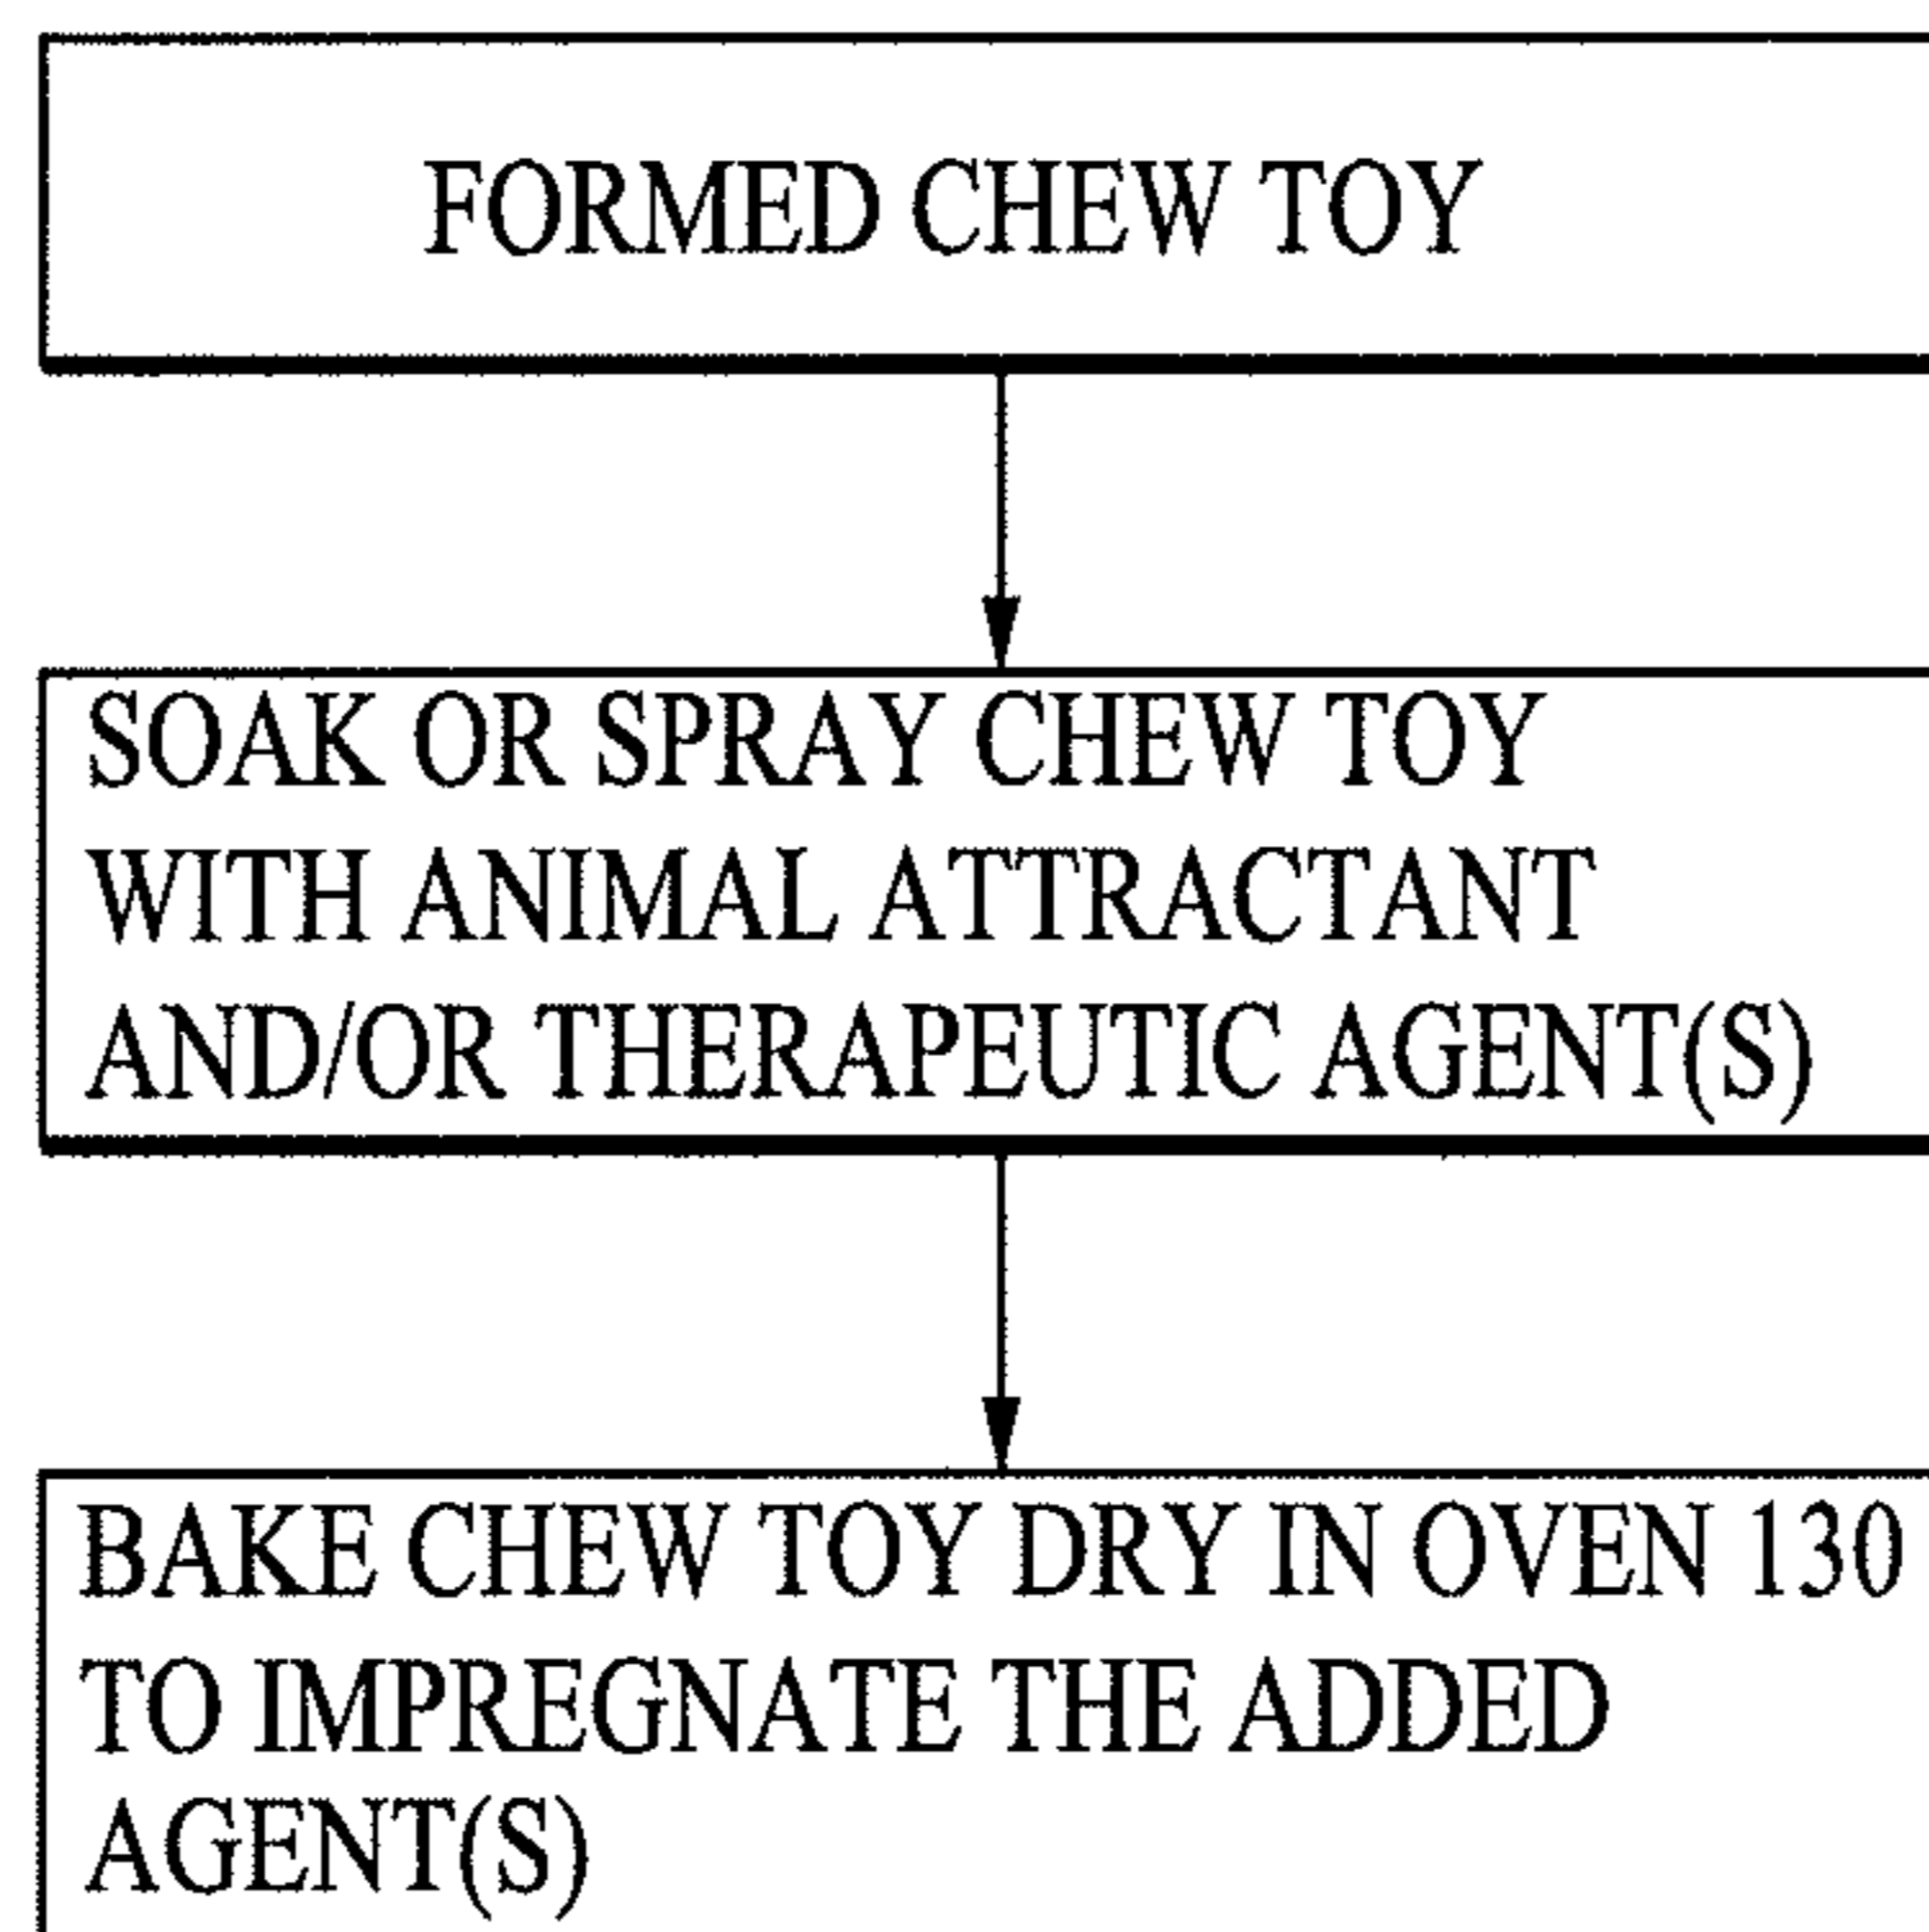 FORMED CHEW TOY
SOAK OR SPRAY CHEW TOY
WITH ANIMAL ATTRACTANT
AND/OR THERAPEUTIC AGENT(S)
BAKE CHEW TOY DRY IN OVEN 130
TO IMPREGNATE THE ADDED
AGENT(S)